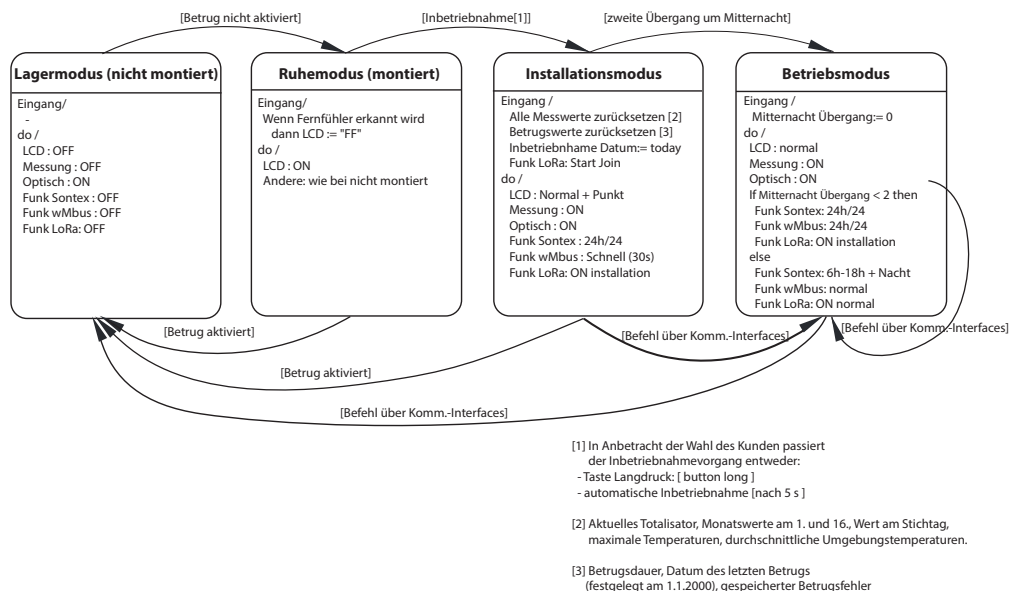 [Betrug nicht aktiviert]
[Inbetriebnahme[1]]
[zweite Übergang um Mitternacht]
Lagermodus (nicht montiert)
Eingang/
-
do /
LCD : OFF
Messung : OFF
Optisch : ON
Funk Sontex : OFF
Funk wMbus : OFF
Funk LoRa: OFF
Ruhemodus (montiert)
Eingang/
Wenn Fernfühler erkannt wird
dann LCD := "FF"
do /
LCD : ON
Andere: wie bei nicht montiert
Installationsmodus
Eingang /
Alle Messwerte zurücksetzen [2]
Betrugswerte zurücksetzen [3]
Inbetriebnhame Datum:= today
Funk LoRa: Start Join
do /
LCD : Normal + Punkt
Messung : ON
Optisch : ON
Funk Sontex : 24h/24
Funk wMbus : Schnell (30s)
Funk LoRa: ON installation
Betriebsmodus
Eingang /
Mitternacht Übergang:= 0
do /
LCD : normal
Messung : ON
Optisch : ON
If Mitternacht Übergang < 2 then
Funk Sontex: 24h/24
Funk wMbus: 24h/24
Funk LoRa: ON installation
else
Funk Sontex: 6h-18h + Nacht
Funk wMbus: normal
Funk LoRa: ON normal
[Betrug aktiviert]
[Befehl über Komm.-Interfaces]
[Befehl über Komm.-Interfaces]
[Betrug aktiviert]
[Befehl über Komm.-Interfaces]
[1] In Anbetracht der Wahl des Kunden passiert
der Inbetriebnahmevorgang entweder:
- Taste Langdruck: [ button long ]
- automatische Inbetriebnahme [nach 5 s ]
[2] Aktuelles Totalisator, Monatswerte am 1. und 16., Wert am Stichtag,
maximale Temperaturen, durchschnittliche Umgebungstemperaturen.
[3] Betrugsdauer, Datum des letzten Betrugs
(festgelegt am 1.1.2000), gespeicherter Betrugsfehler